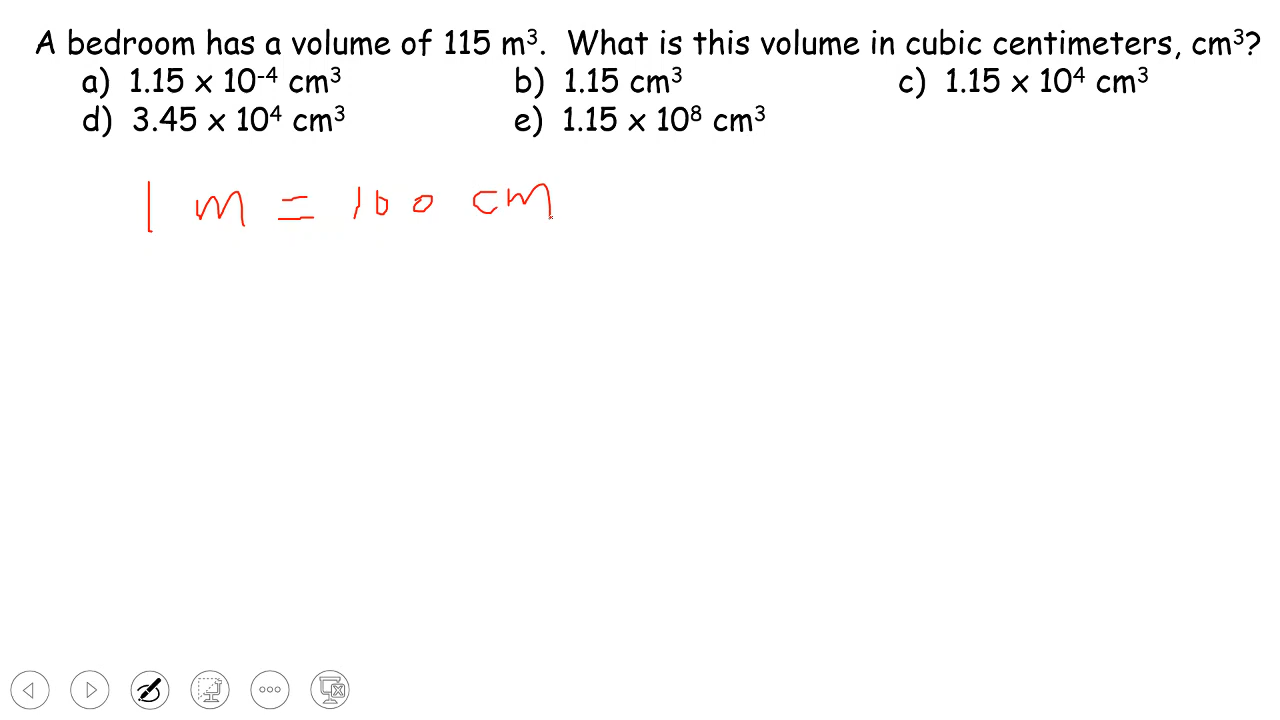 A bedroom has a volume of 115 m³. What is this volume in cubic centimeters, cm³?
a) 1.15 x 10⁻⁴ cm³ b) 1.15 cm³ c) 1.15 x 10⁴ cm³
d) 3.45 x 10⁴ cm³ e) 1.15 x 10⁸ cm³
1 m = 100 cm